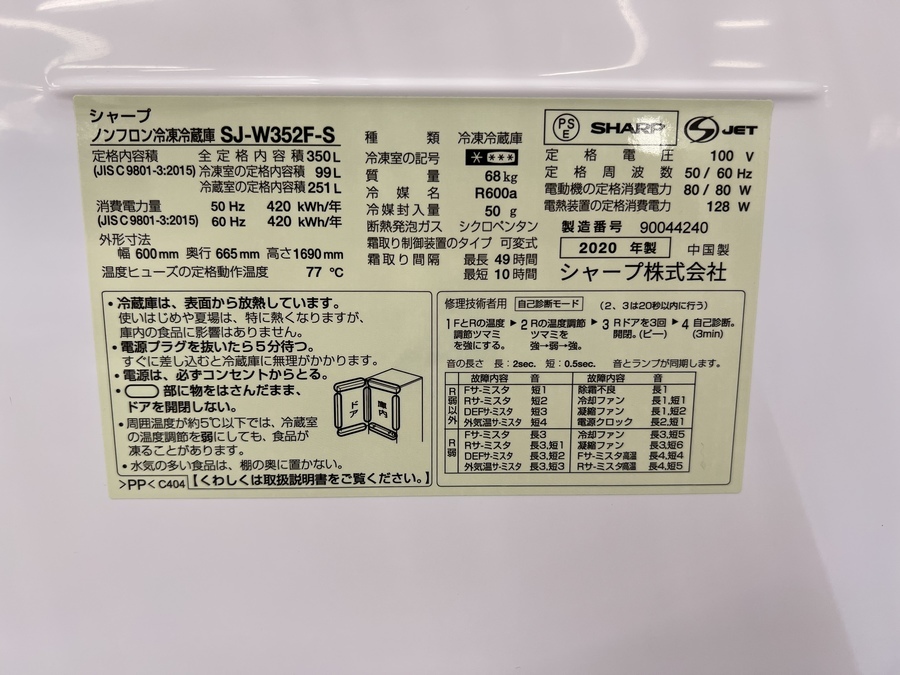 シャープ
ノンフロン冷凍冷蔵庫 SJ-W352F-S
定格内容積 全定格内容積 350 L
(JIS C 9801-3:2015) 冷凍室の定格内容積 99 L
冷蔵室の定格内容積 251 L
消費電力量 50 Hz 420 kWh/年
(JIS C 9801-3:2015) 60 Hz 420 kWh/年
外形寸法
幅 600mm 奥行 665mm 高さ1690mm
温度ヒューズの定格動作温度 77 ℃
種類 冷凍冷蔵庫
冷凍室の記号 * ***
質量 68 kg
冷媒名 R600a
冷媒封入量 50 g
断熱発泡ガス シクロペンタン
霜取り制御装置のタイプ 可変式
霜取り間隔 最長 49 時間
最短 10 時間
PSE SHARP S JET
定格電圧 100 V
定格周波数 50 / 60 Hz
電動機の定格消費電力 80 / 80 W
電熱装置の定格消費電力 128 W
製造番号 90044240
2020 年製 中国製
シャープ株式会社
・冷蔵庫は、表面から放熱しています。
使いはじめや夏場は、特に熱くなりますが、
庫内の食品に影響はありません。
・電源プラグを抜いたら5分待つ。
すぐに差し込むと冷蔵庫に無理がかかります。
・電源は、必ずコンセントからとる。
・ 部に物をはさんだまま、
ドアを開閉しない。
・周囲温度が約5℃以下では、冷蔵室
の温度調節を弱にしても、食品が
凍ることがあります。
・水気の多い食品は、棚の奥に置かない。
ドア 庫内
>PP< C404 【くわしくは取扱説明書をご覧ください。】
修理技術者用 自己診断モード (2、3は20秒以内に行う)
1 FとRの温度調節ツマミを強にする。 ▶ 2 Rの温度調節ツマミを強→弱→強。 ▶ 3 Rドアを3回開閉。(ピー) ▶ 4 自己診断。(3min)
音の長さ 長:2sec. 短:0.5sec. 音とランプが同期します。
故障内容 音 故障内容 音
R弱以外 Fサ-ミスタ 短1 除霜不良 長1
Rサ-ミスタ 短2 冷却ファン 長1,短1
DEFサ-ミスタ 短3 凝縮ファン 長1,短2
外気温サ-ミスタ 短4 電源クロック 長2,短1
R弱 Fサ-ミスタ 長3 冷却ファン 長3,短5
Rサ-ミスタ 長3,短1 凝縮ファン 長3,短6
DEFサ-ミスタ 長3,短2 Fサ-ミスタ高温 長4,短4
外気温サ-ミスタ 長3,短3 Rサ-ミスタ高温 長4,短5